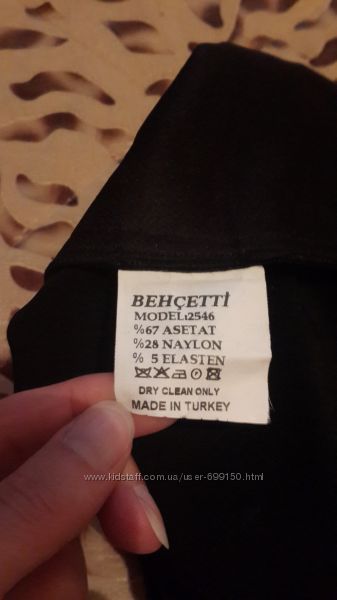 BEHÇETTİ
MODEL:2546
%67 ASETAT
%28 NAYLON
% 5 ELASTEN
DRY CLEAN ONLY
MADE IN TURKEY
www.kidstaff.com.ua/user-699150.html